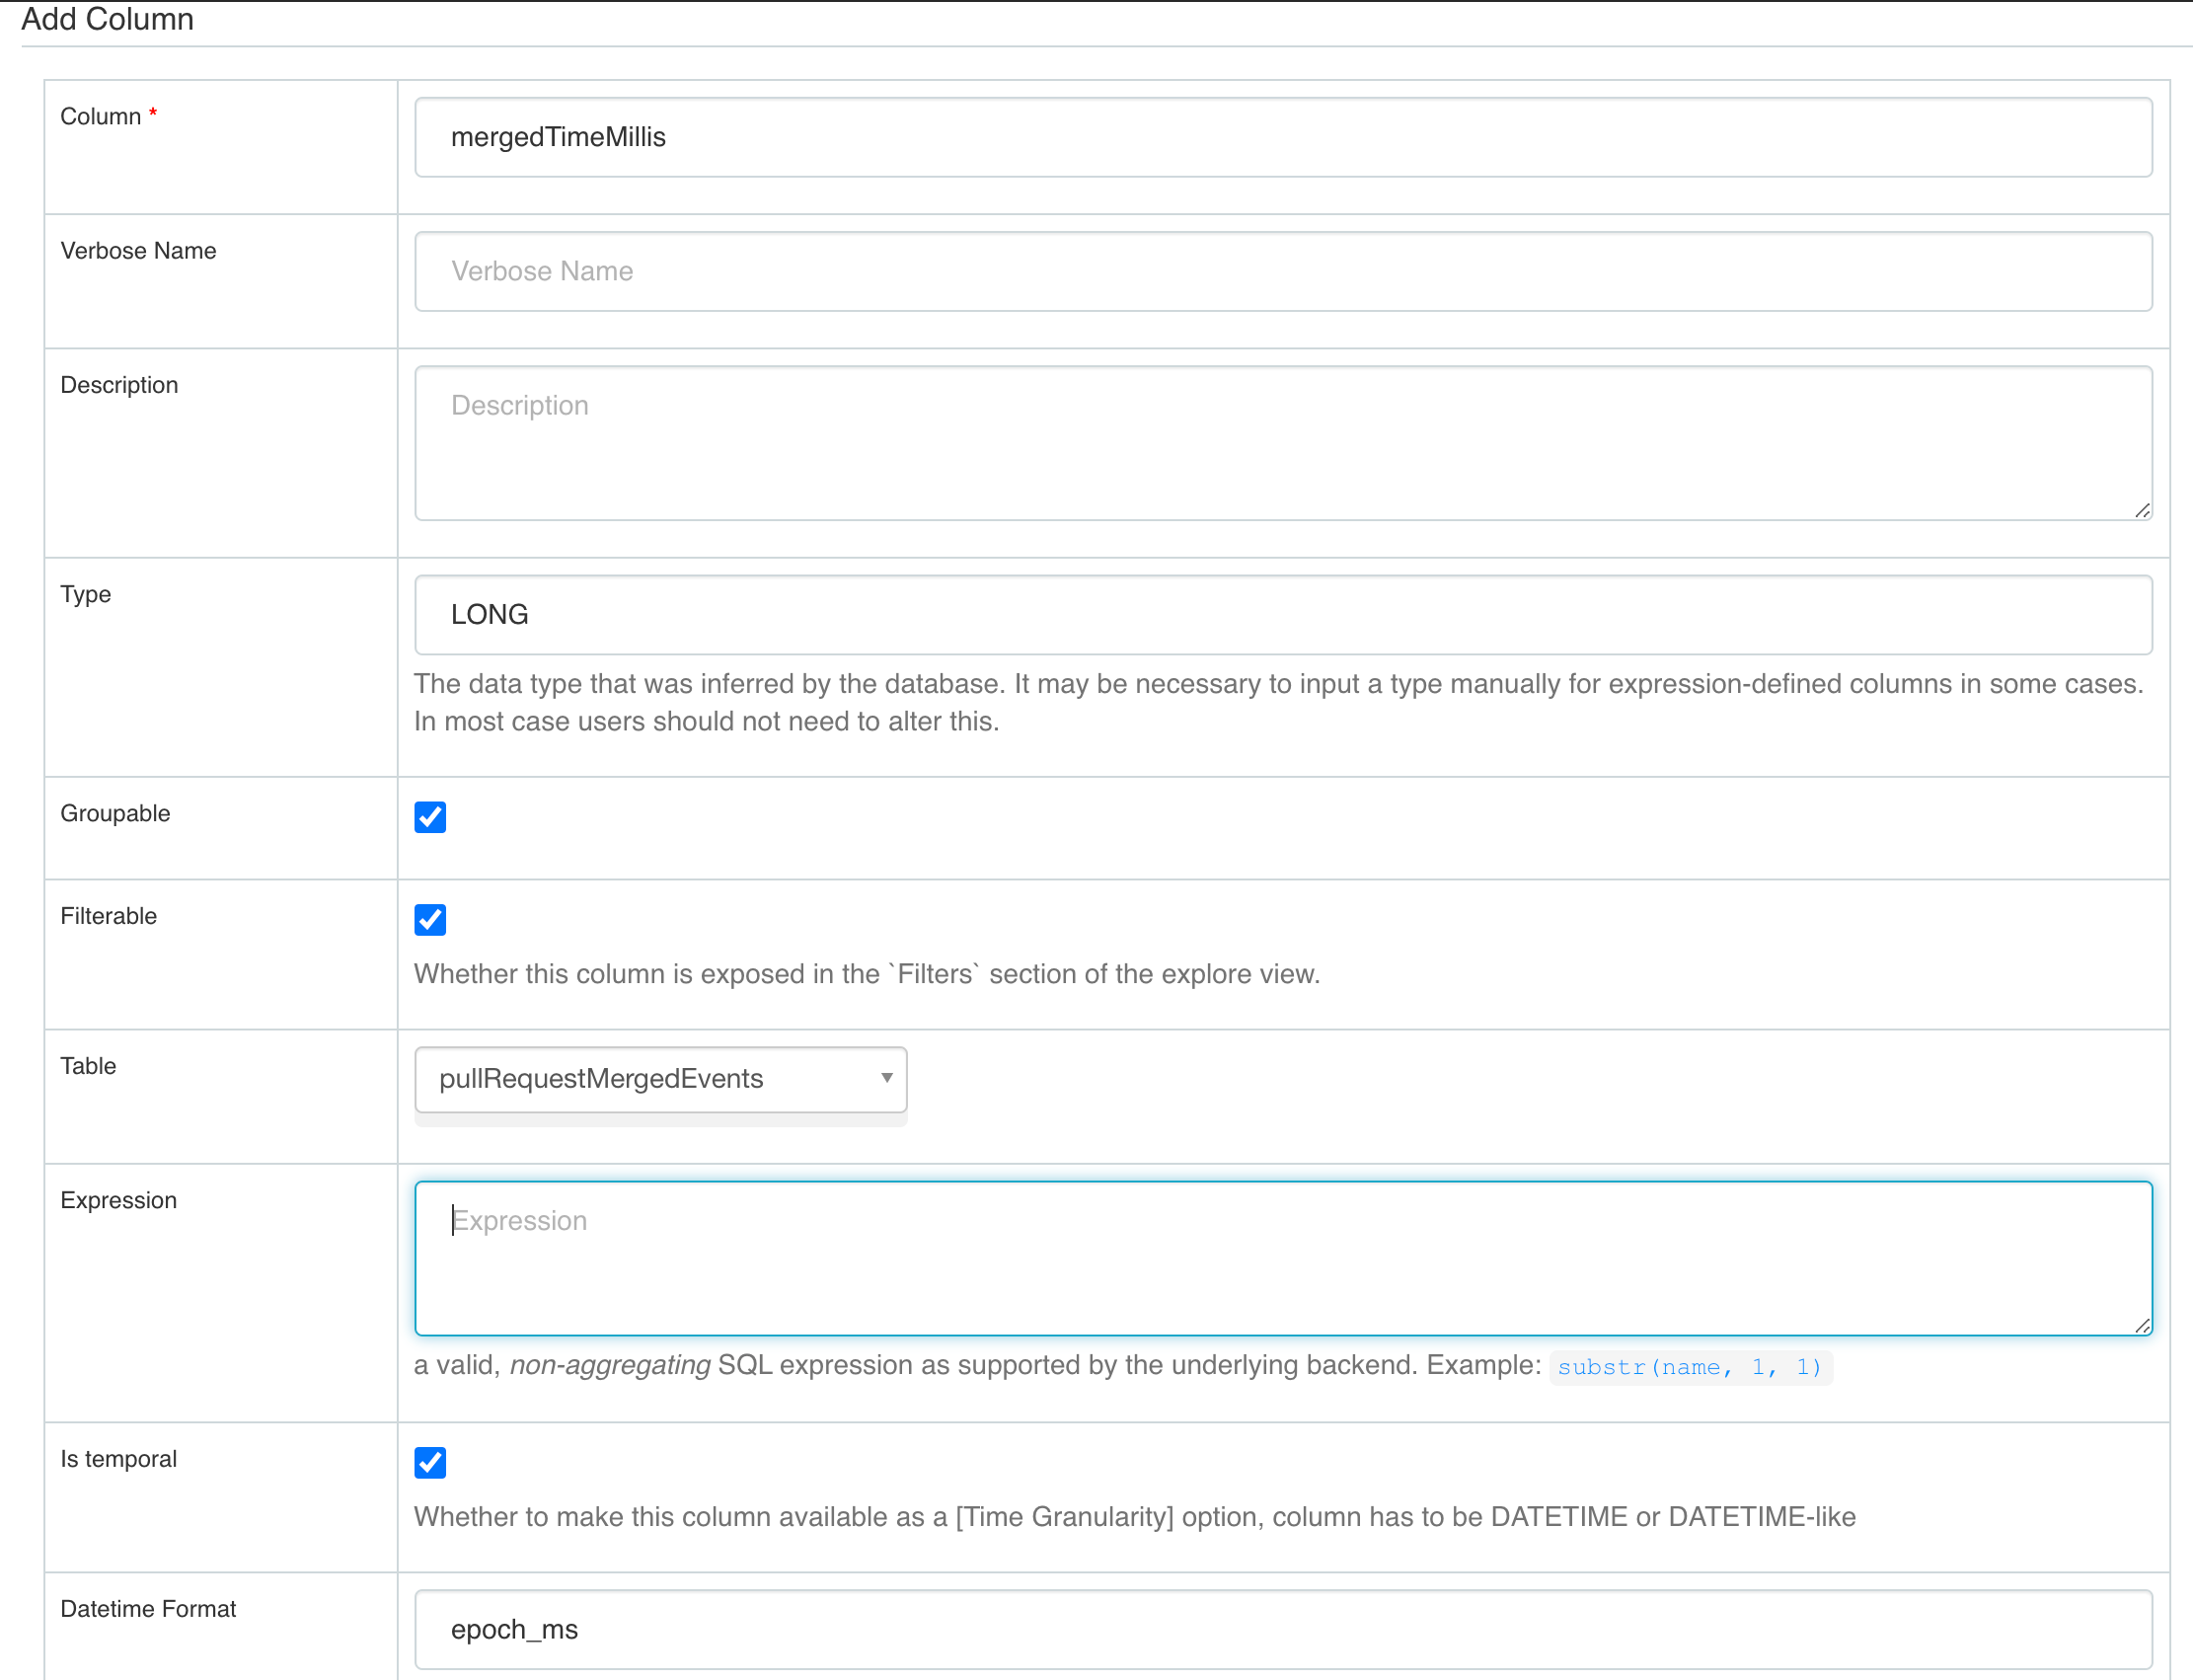 Add Column
Column *
mergedTimeMillis
Verbose Name
Verbose Name
Description
Description
Type
LONG
The data type that was inferred by the database. It may be necessary to input a type manually for expression-defined columns in some cases.
In most case users should not need to alter this.
Groupable
Filterable
Whether this column is exposed in the `Filters` section of the explore view.
Table
pullRequestMergedEvents
Expression
Expression
a valid, non-aggregating SQL expression as supported by the underlying backend. Example: substr(name, 1, 1)
Is temporal
Whether to make this column available as a [Time Granularity] option, column has to be DATETIME or DATETIME-like
Datetime Format
epoch_ms